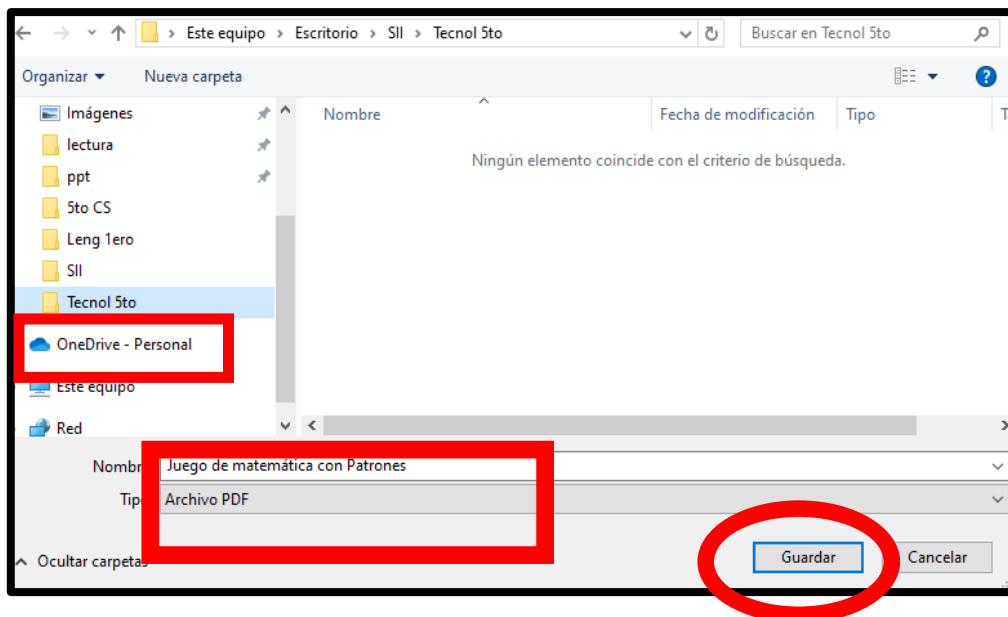 Este equipo > Escritorio > SII > Tecnol 5to
Buscar en Tecnol 5to
Organizar
Nueva carpeta
Nombre
Fecha de modificación
Tipo
Ningún elemento coincide con el criterio de búsqueda.
Imágenes
lectura
ppt
5to CS
Leng 1ero
SII
Tecnol 5to
OneDrive - Personal
Este equipo
Red
Nombr
Juego de matemática con Patrones
Tip
Archivo PDF
Ocultar carpetas
Guardar
Cancelar